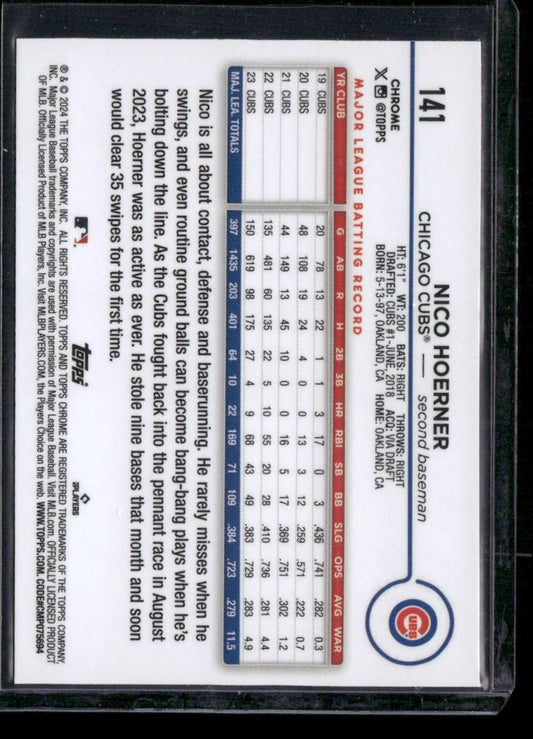 141
NICO HOERNER
CHICAGO CUBS® — second baseman
CUBS
CHROME
@TOPPS
HT: 6'1" WT: 200 BATS: RIGHT THROWS: RIGHT
DRAFTED: CUBS #1-JUNE, 2018 ACQ: VIA DRAFT
BORN: 5-13-97, OAKLAND, CA HOME: OAKLAND, CA
MAJOR LEAGUE BATTING RECORD
YR CLUB G AB R H 2B 3B HR RBI SB BB SLG OPS AVG WAR
19 CUBS 20 78 13 22 1 1 3 17 0 3 .436 .741 .282 0.3
20 CUBS 48 108 19 24 4 0 0 13 3 12 .259 .571 .222 0.7
21 CUBS 44 149 13 45 10 0 0 16 5 17 .369 .751 .302 1.2
22 CUBS 135 481 60 135 22 5 10 55 20 28 .410 .736 .281 4.4
23 CUBS 150 619 98 175 27 4 9 68 43 49 .383 .729 .283 4.9
MAJ. LEA. TOTALS 397 1435 203 401 64 10 22 169 71 109 .384 .723 .279 11.5
Nico is all about contact, defense and baserunning. He rarely misses when he
swings, and even routine ground balls can become bang-bang plays when he's
bolting down the line. As the Cubs fought back into the pennant race in August
2023, Hoerner was as active as ever. He stole nine bases that month and soon
would clear 35 swipes for the first time.
topps®
PLAYERS
® & © 2024 THE TOPPS COMPANY, INC. ALL RIGHTS RESERVED. TOPPS AND TOPPS CHROME ARE REGISTERED TRADEMARKS OF THE TOPPS COMPANY,
INC. Major League Baseball trademarks and copyrights are used with permission of Major League Baseball. Visit MLB.com. OFFICIALLY LICENSED PRODUCT
OF MLB. Officially Licensed Product of MLB Players, Inc. Visit MLBPLAYERS.COM, the Players Choice on the web. WWW.TOPPS.COM. CODE#CMP075694